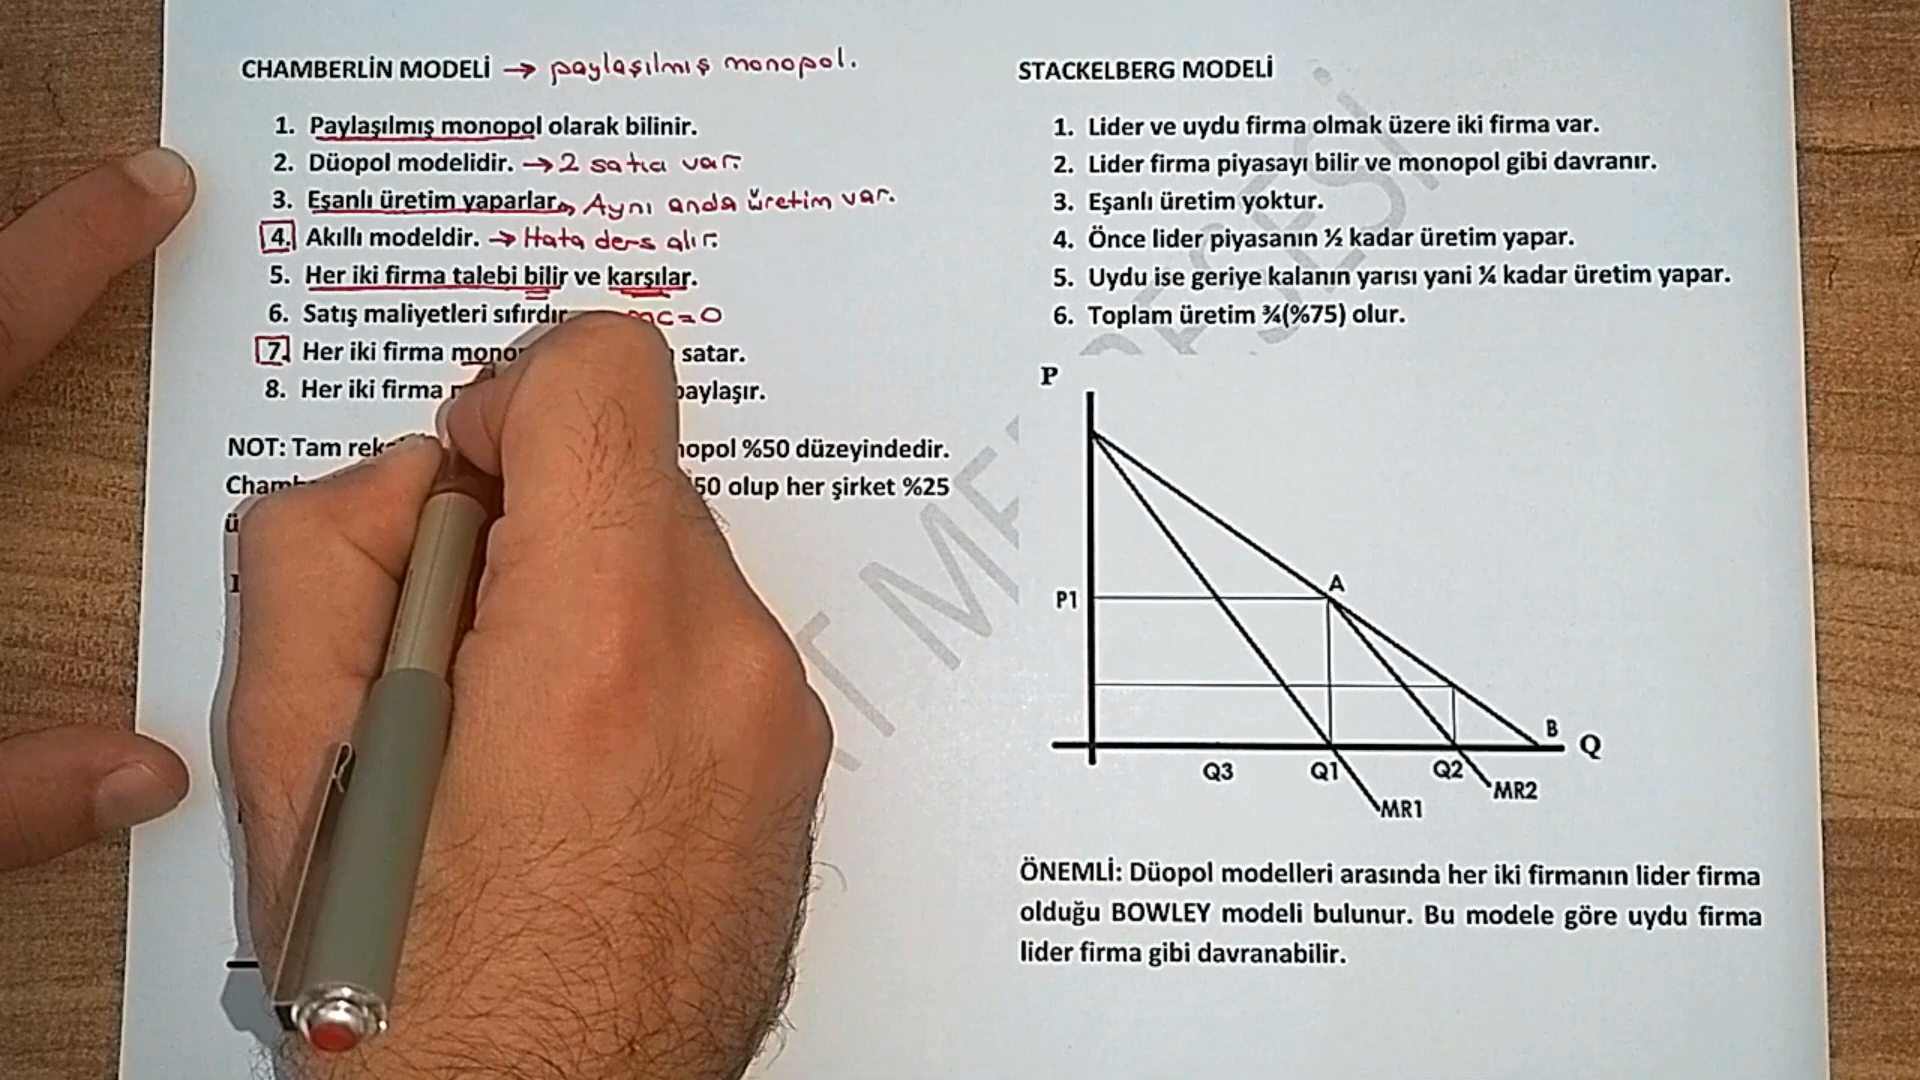 CHAMBERLİN MODELİ → paylaşılmış monopol.
1. Paylaşılmış monopol olarak bilinir.
2. Düopol modelidir. → 2 satıcı var.
3. Eşanlı üretim yaparlar → Aynı anda üretim var.
4. Akıllı modeldir. → Hata ders alır.
5. Her iki firma talebi bilir ve karşılar.
6. Satış maliyetleri sıfırdır mc=0
7. Her iki firma satar.
8. Her iki firma paylaşır.
NOT: Tam %50 düzeyindedir.
50 olup her şirket %25
STACKELBERG MODELİ
1. Lider ve uydu firma olmak üzere iki firma var.
2. Lider firma piyasayı bilir ve monopol gibi davranır.
3. Eşanlı üretim yoktur.
4. Önce lider piyasanın ½ kadar üretim yapar.
5. Uydu ise geriye kalanın yarısı yani ¼ kadar üretim yapar.
6. Toplam üretim ¾(%75) olur.
P
A
P1
B
Q
Q3 Q1 Q2
MR2
MR1
ÖNEMLİ: Düopol modelleri arasında her iki firmanın lider firma
olduğu BOWLEY modeli bulunur. Bu modele göre uydu firma
lider firma gibi davranabilir.